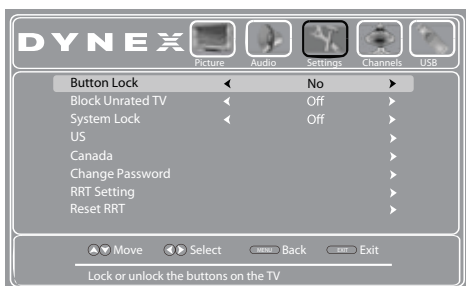 DYNEX
Picture Audio Settings Channels USB
Button Lock No
Block Unrated TV Off
System Lock Off
US
Canada
Change Password
RRT Setting
Reset RRT
Move Select MENU Back EXIT Exit
Lock or unlock the buttons on the TV